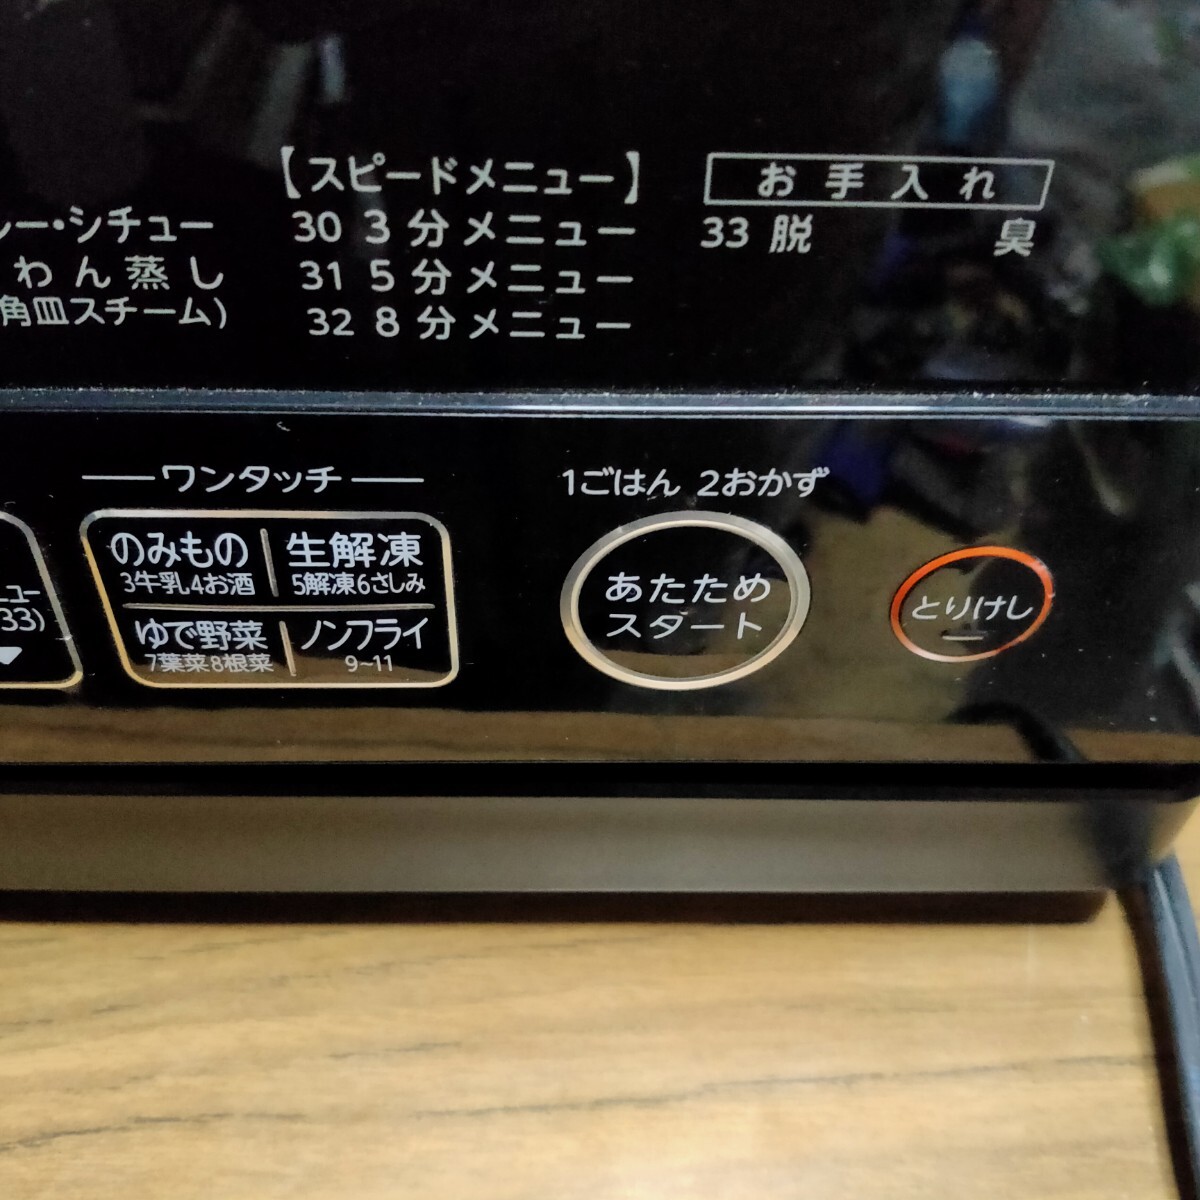 レー・シチュー
わん蒸し
角皿スチーム)
【スピードメニュー】
30 3分メニュー
31 5分メニュー
32 8分メニュー
お手入れ
33 脱臭
ュー
33)
ワンタッチ
のみもの
3牛乳4お酒
生解凍
5解凍6さしみ
ゆで野菜
7葉菜8根菜
ノンフライ
9~11
1ごはん 2おかず
あたため
スタート
とりけし